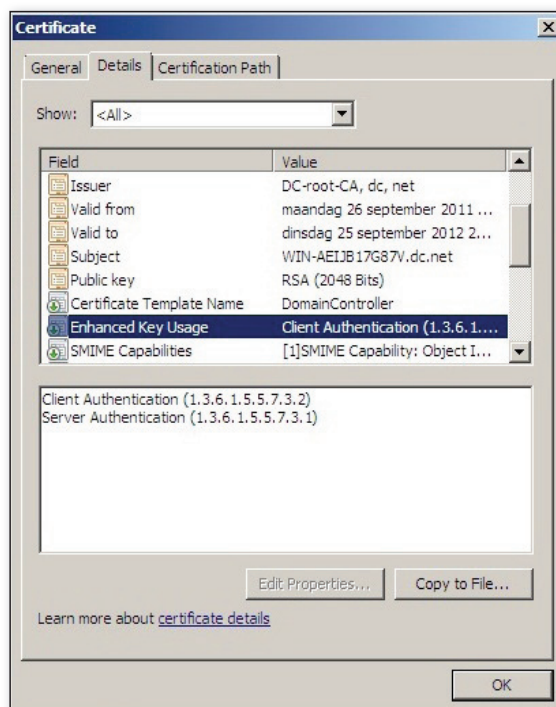 Certificate
General Details Certification Path
Show: <All>
Field Value
Issuer DC-root-CA, dc, net
Valid from maandag 26 september 2011 ...
Valid to dinsdag 25 september 2012 2...
Subject WIN-AEIJB17G87V.dc.net
Public key RSA (2048 Bits)
Certificate Template Name DomainController
Enhanced Key Usage Client Authentication (1.3.6.1....
SMIME Capabilities [1]SMIME Capability: Object I...
Client Authentication (1.3.6.1.5.5.7.3.2)
Server Authentication (1.3.6.1.5.5.7.3.1)
Edit Properties... Copy to File...
Learn more about certificate details
OK